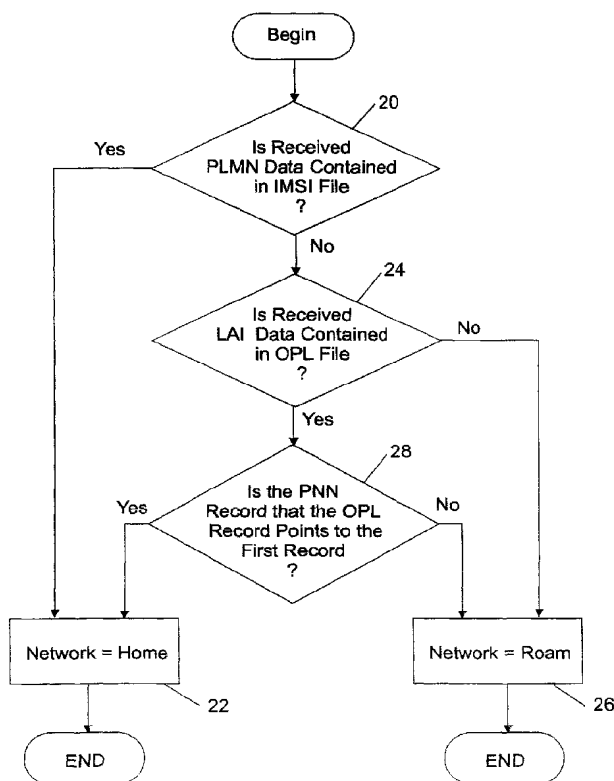 Begin
20
Yes
Is Received
PLMN Data Contained
in IMSI File
?
No
24
Is Received
LAI Data Contained
in OPL File
?
No
Yes
28
Yes
Is the PNN
Record that the OPL
Record Points to the
First Record
?
No
Network = Home
Network = Roam
22
26
END
END